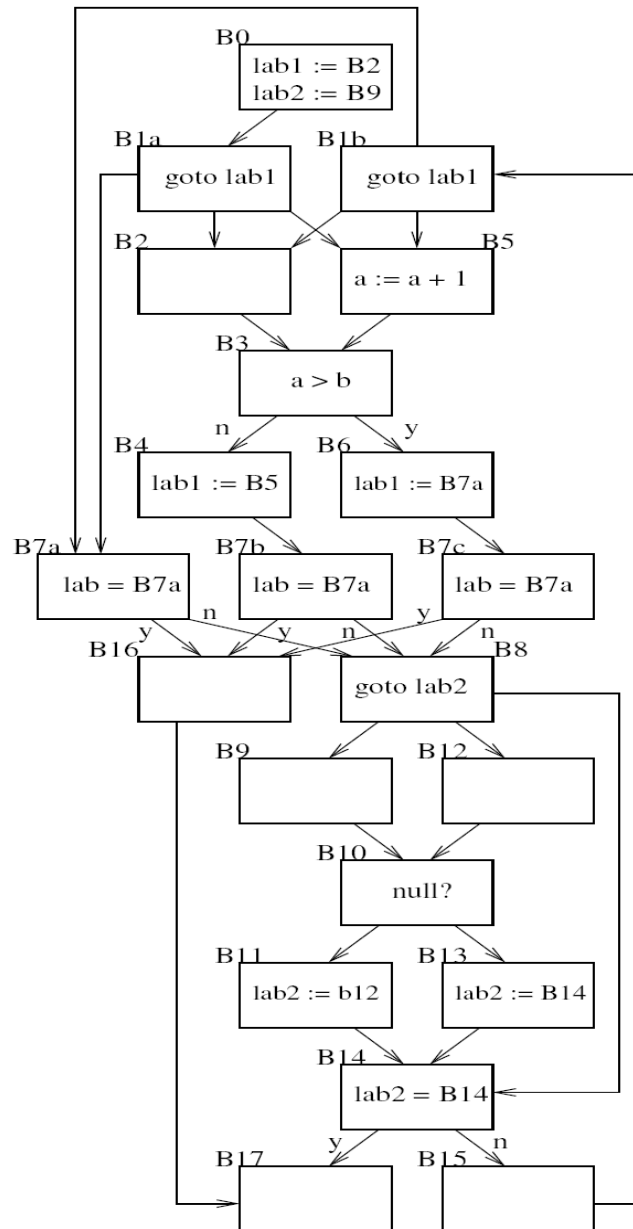 B0
lab1 := B2
lab2 := B9
B1a
B1b
goto lab1
goto lab1
B2
B5
a := a + 1
B3
a > b
n
y
B4
B6
lab1 := B5
lab1 := B7a
B7a
B7b
B7c
lab = B7a
lab = B7a
lab = B7a
y
n
y
n
y
n
B16
B8
goto lab2
B9
B12
B10
null?
B11
B13
lab2 := b12
lab2 := B14
B14
lab2 = B14
y
n
B17
B15